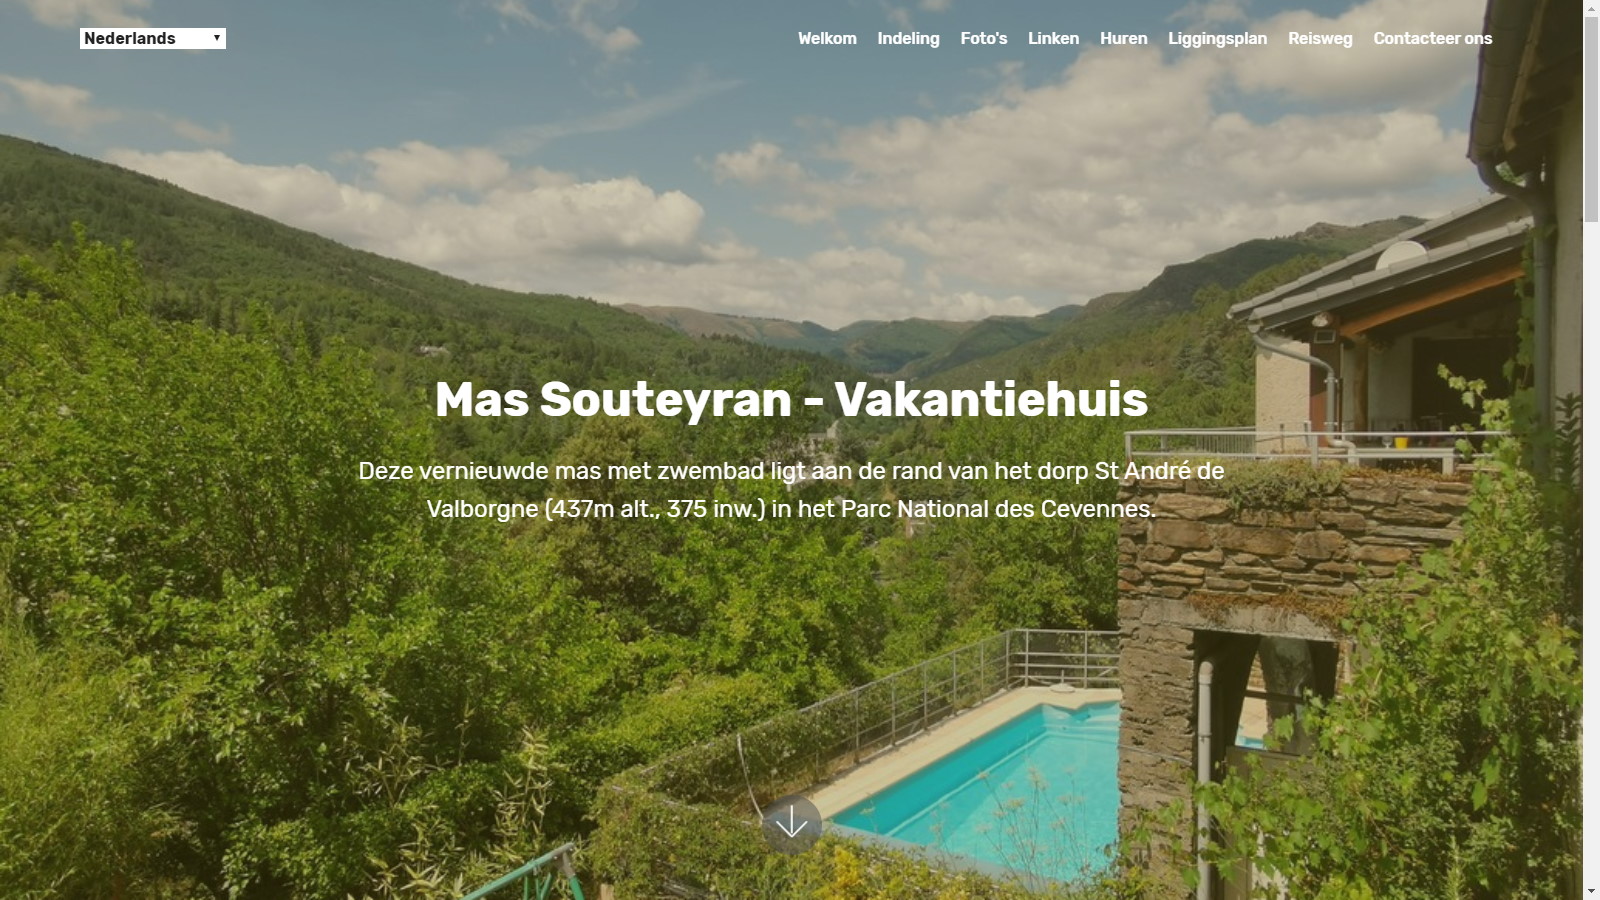 Nederlands
Welkom Indeling Foto's Linken Huren Liggingsplan Reisweg Contacteer ons
Mas Souteyran - Vakantiehuis
Deze vernieuwde mas met zwembad ligt aan de rand van het dorp St André de
Valborgne (437m alt., 375 inw.) in het Parc National des Cevennes.